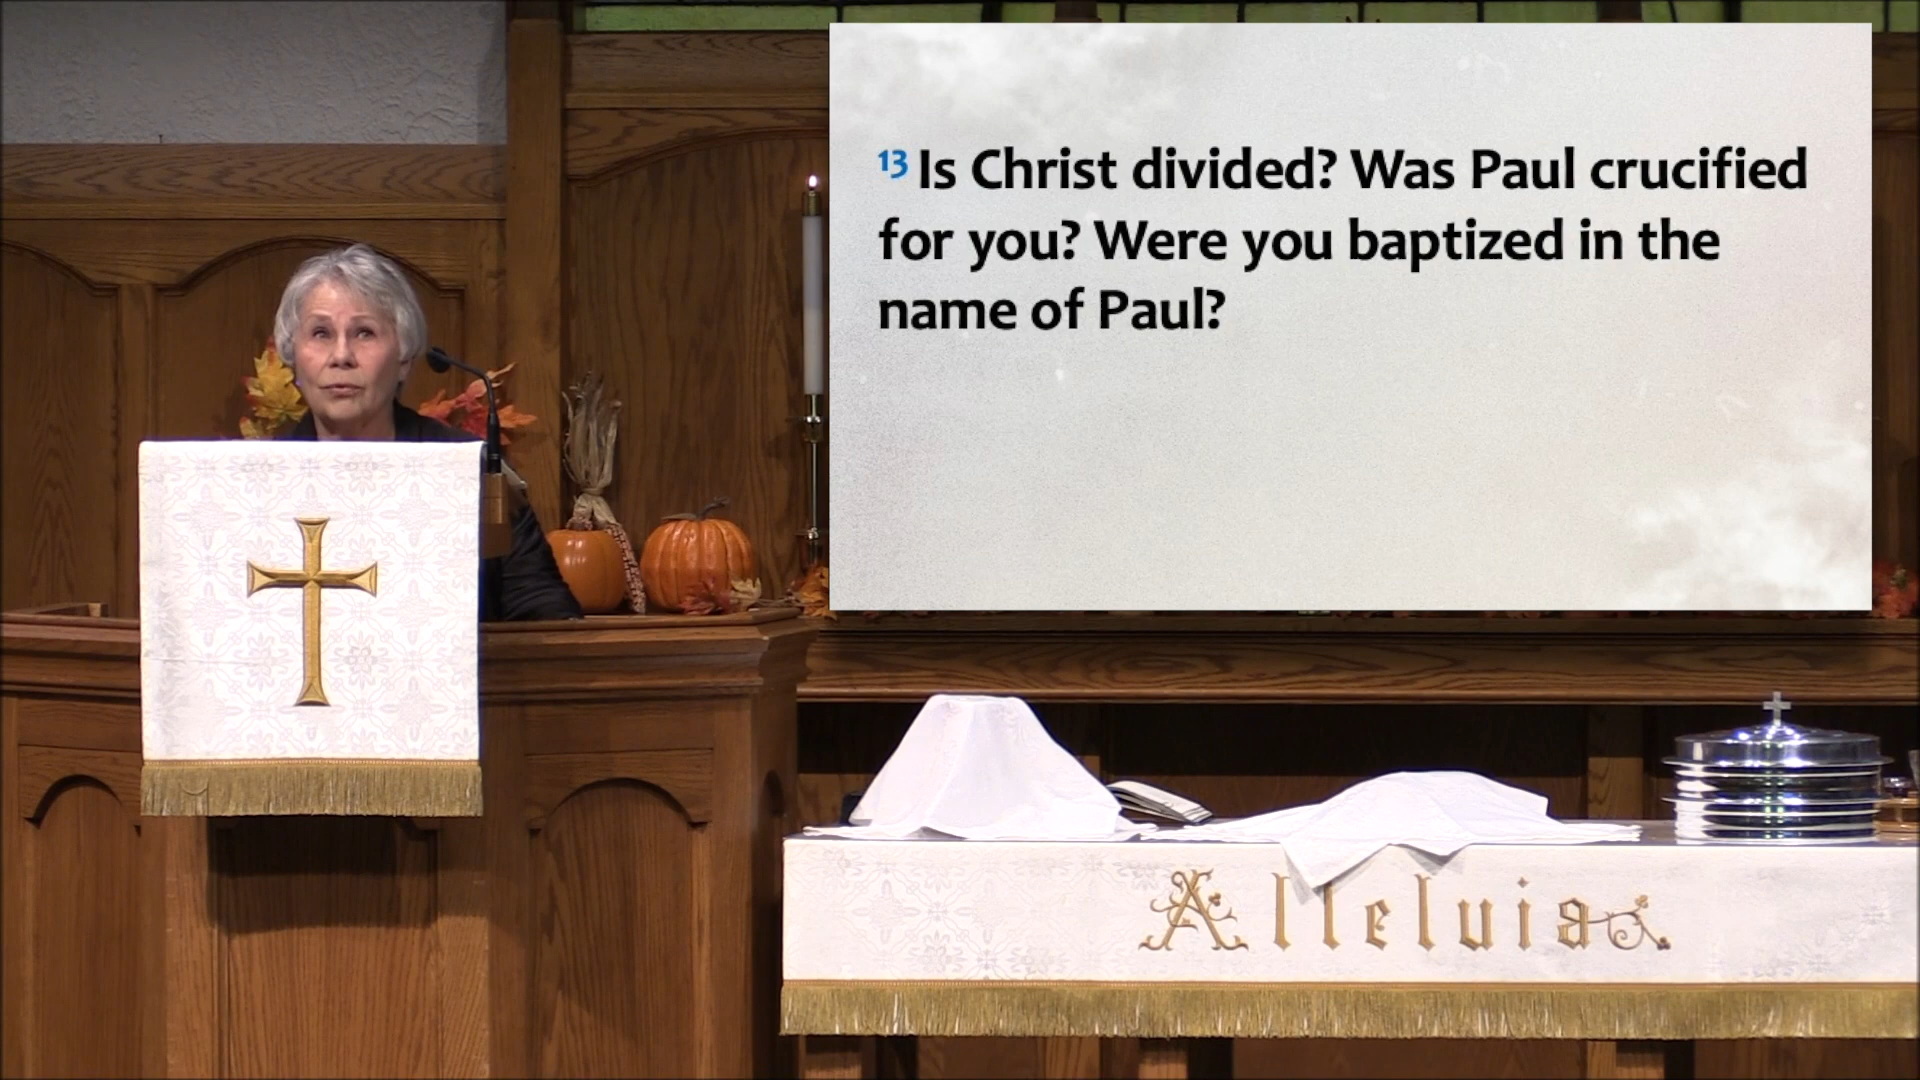 13 Is Christ divided? Was Paul crucified
for you? Were you baptized in the
name of Paul?
Alleluia